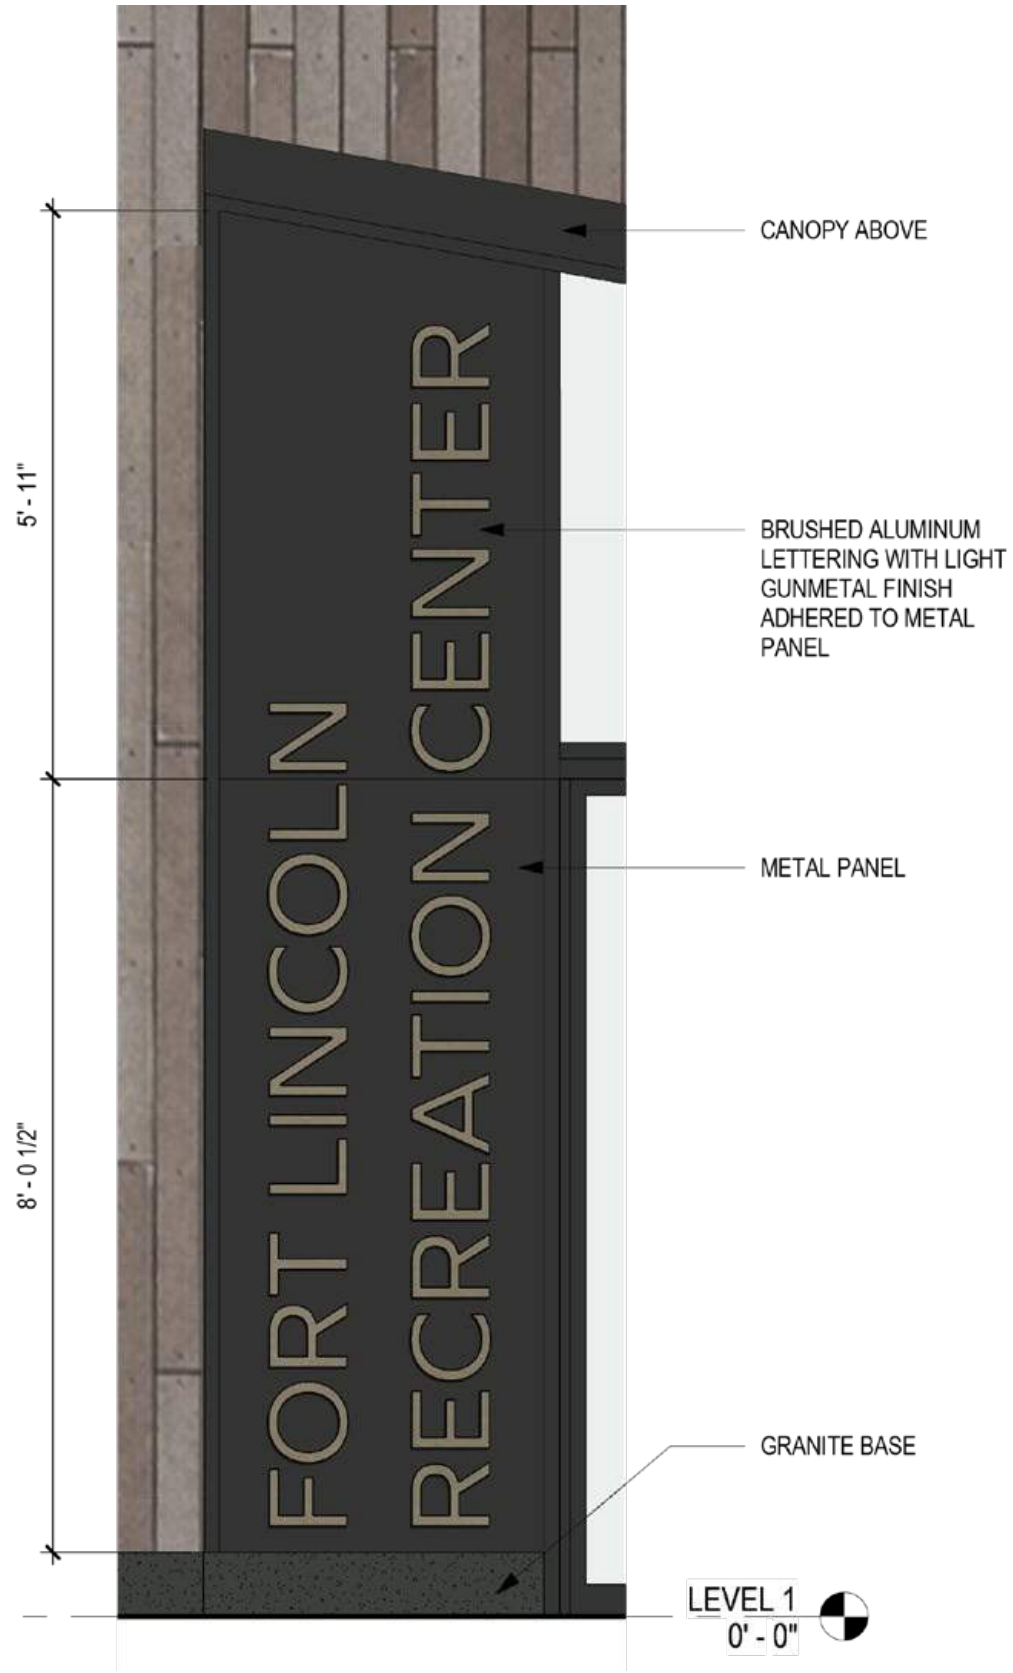 CANOPY ABOVE
5' - 11"
BRUSHED ALUMINUM
LETTERING WITH LIGHT
GUNMETAL FINISH
ADHERED TO METAL
PANEL
FORT LINCOLN
RECREATION CENTER
METAL PANEL
8' - 0 1/2"
GRANITE BASE
LEVEL 1
0' - 0"